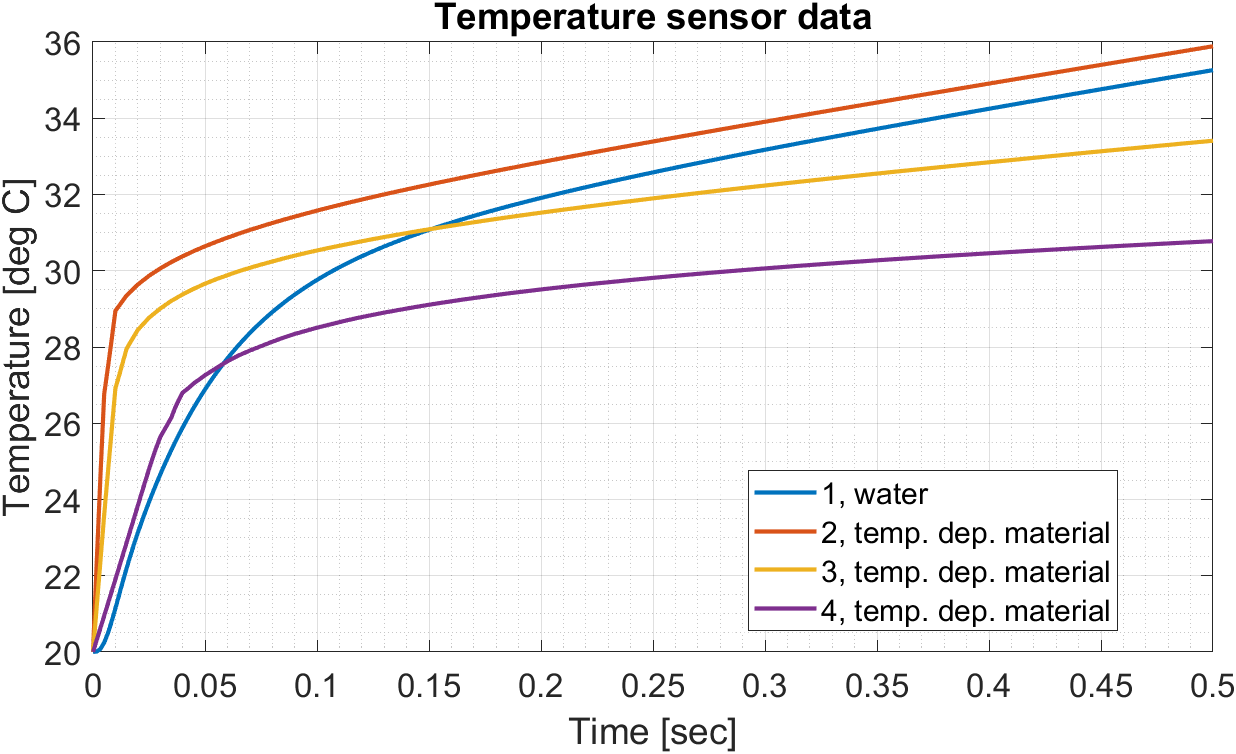 Temperature sensor data
Temperature [deg C]
36
34
32
30
28
26
24
22
20
1, water
2, temp. dep. material
3, temp. dep. material
4, temp. dep. material
0 0.05 0.1 0.15 0.2 0.25 0.3 0.35 0.4 0.45 0.5
Time [sec]